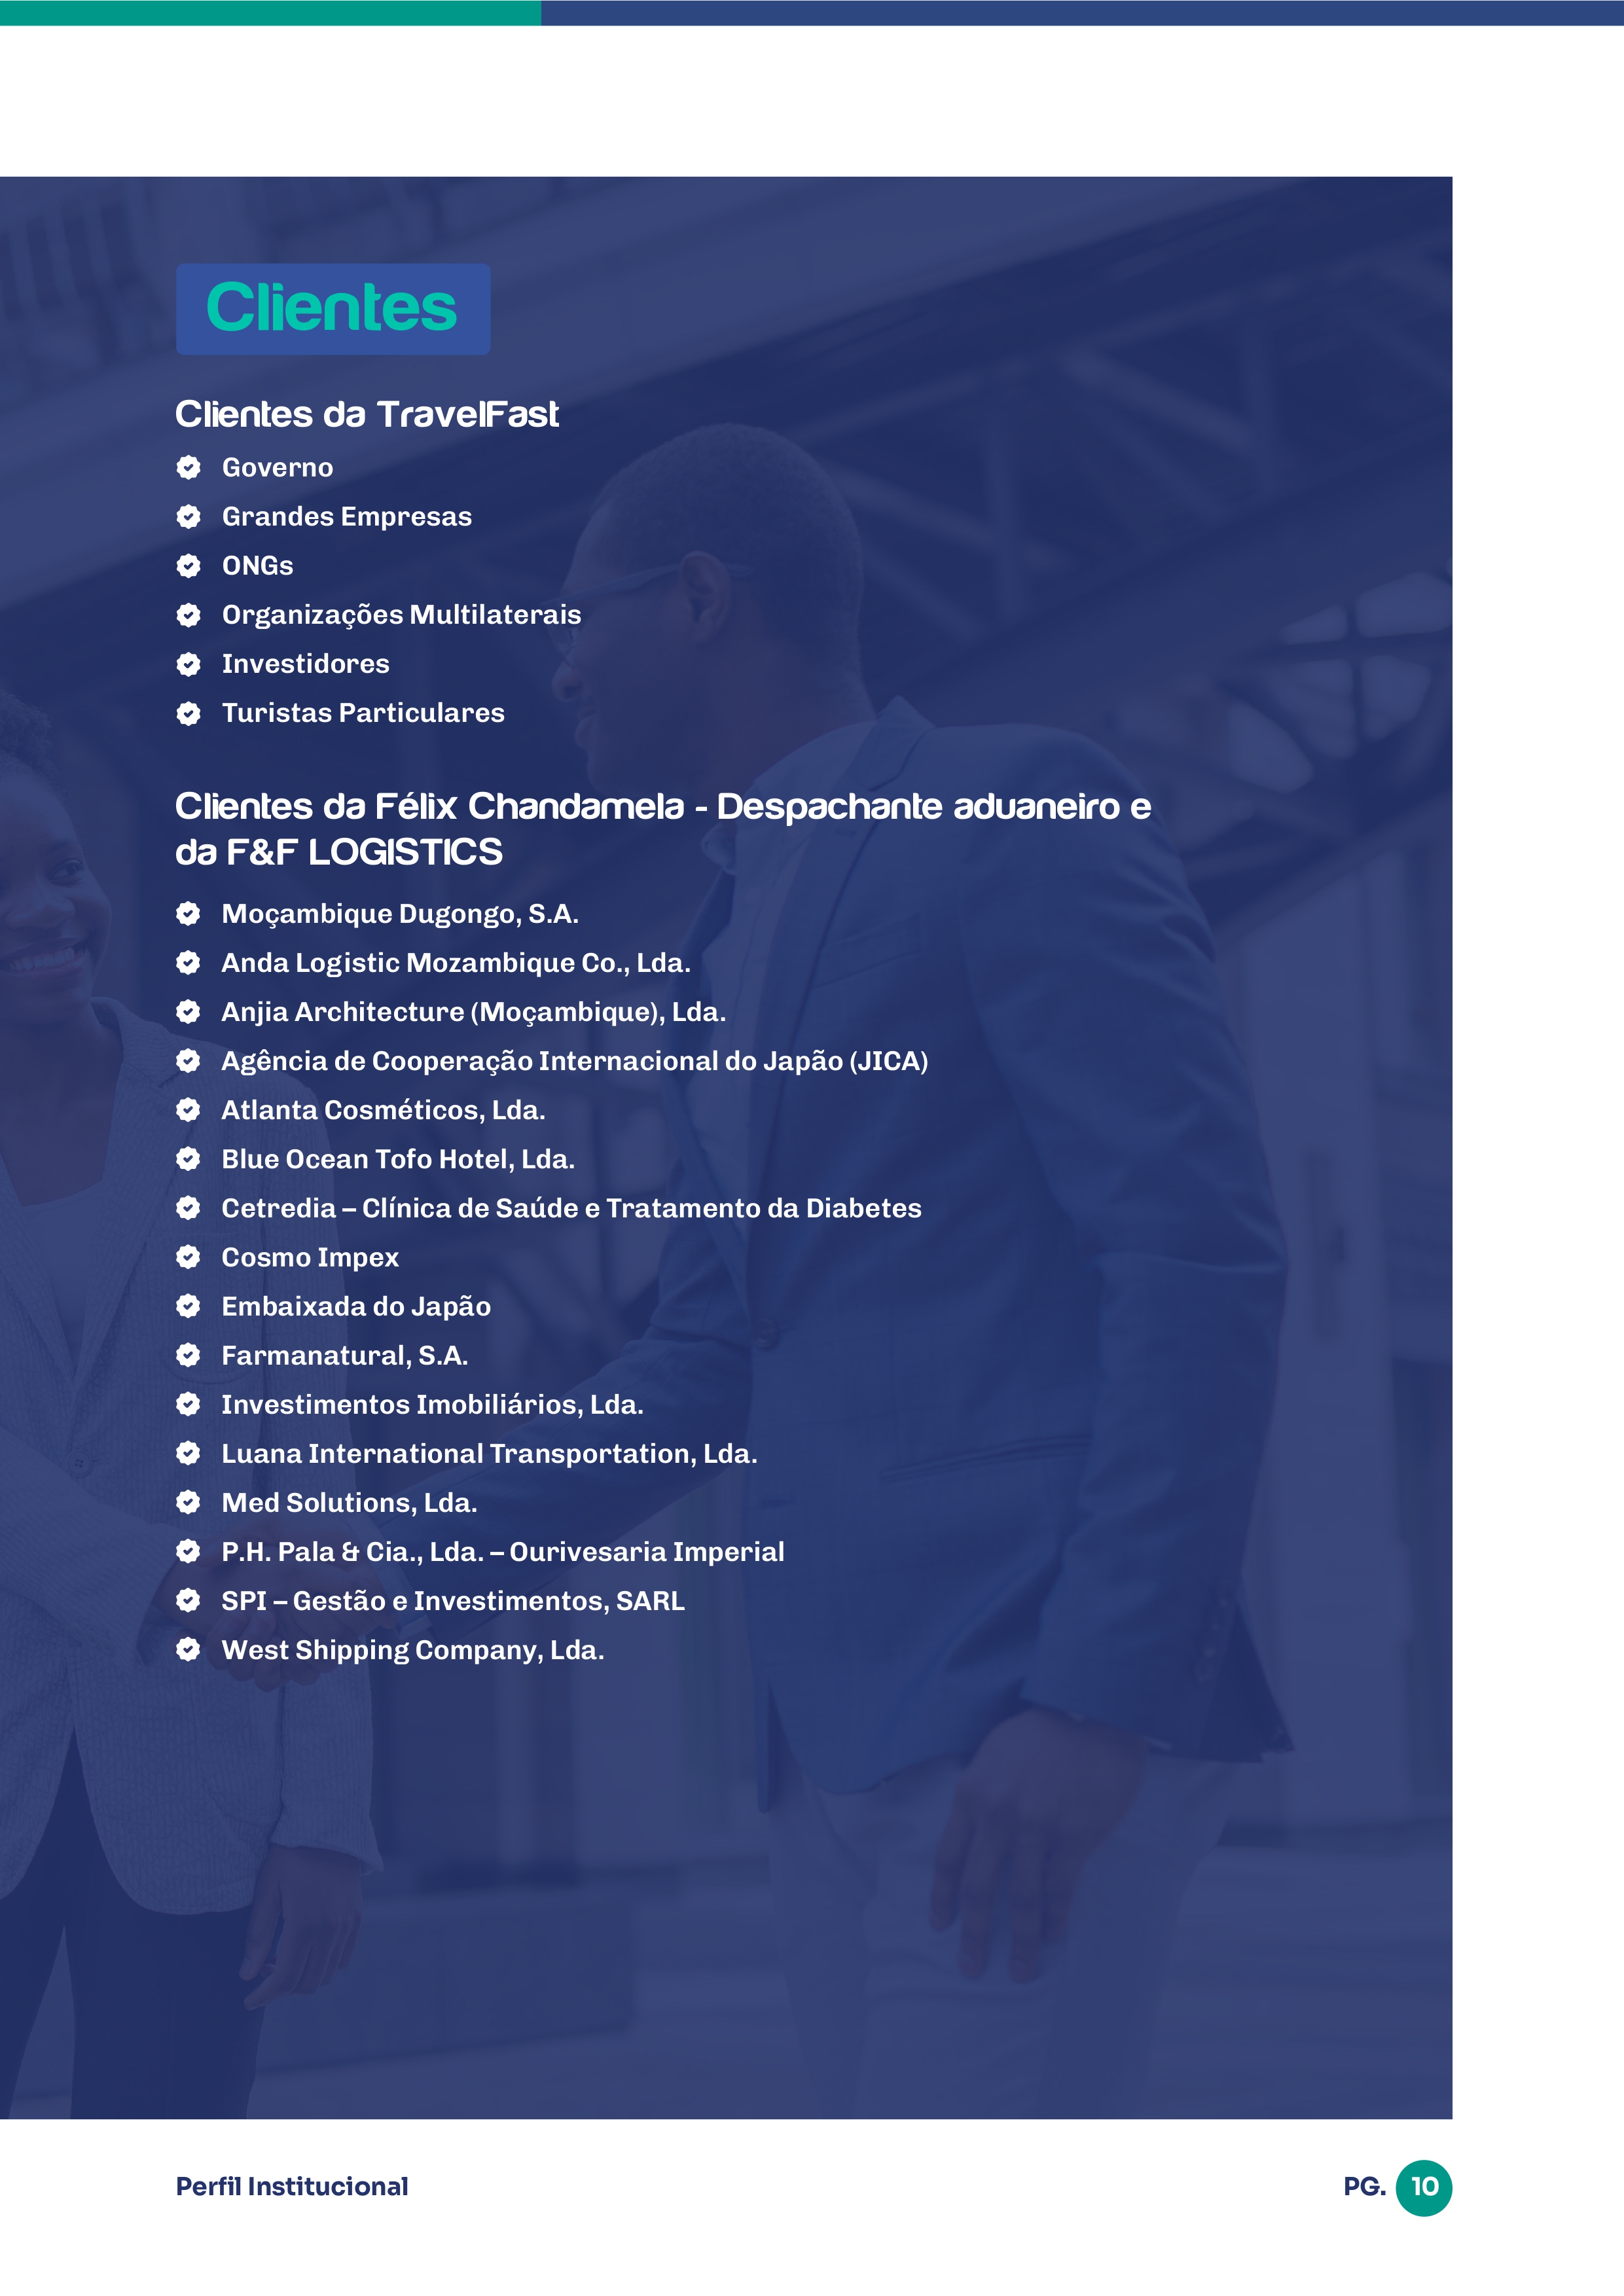 Clientes
Clientes da TravelFast
Governo
Grandes Empresas
ONGs
Organizações Multilaterais
Investidores
Turistas Particulares
Clientes da Félix Chandamela - Despachante aduaneiro e
da F&F LOGISTICS
Moçambique Dugongo, S.A.
Anda Logistic Mozambique Co., Lda.
Anjia Architecture (Moçambique), Lda.
Agência de Cooperação Internacional do Japão (JICA)
Atlanta Cosméticos, Lda.
Blue Ocean Tofo Hotel, Lda.
Cetredia – Clínica de Saúde e Tratamento da Diabetes
Cosmo Impex
Embaixada do Japão
Farmanatural, S.A.
Investimentos Imobiliários, Lda.
Luana International Transportation, Lda.
Med Solutions, Lda.
P.H. Pala & Cia., Lda. – Ourivesaria Imperial
SPI – Gestão e Investimentos, SARL
West Shipping Company, Lda.
Perfil Institucional
PG. 10